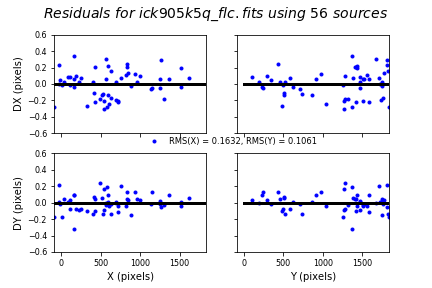 Residuals for ick905k5q_flc.fits using 56 sources
DX (pixels)
0.6
0.4
0.2
0.0
−0.2
−0.4
−0.6
RMS(X) = 0.1632, RMS(Y) = 0.1061
DY (pixels)
0.6
0.4
0.2
0.0
−0.2
−0.4
−0.6
0 500 1000 1500
0 500 1000 1500
X (pixels)
Y (pixels)